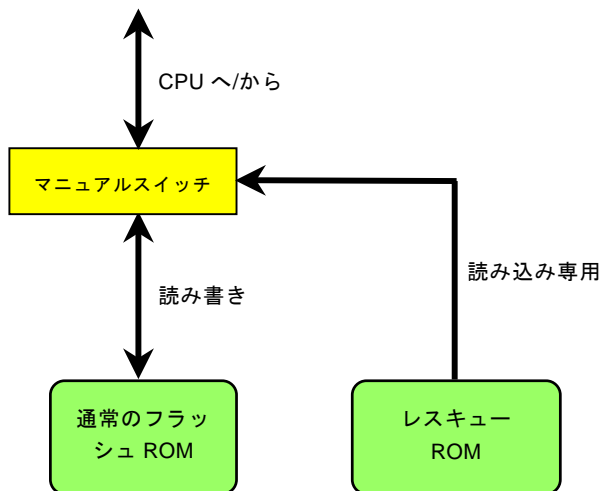 CPU へ/から
マニュアルスイッチ
読み書き
読み込み専用
通常のフラッ
シュ ROM
レスキュー
ROM